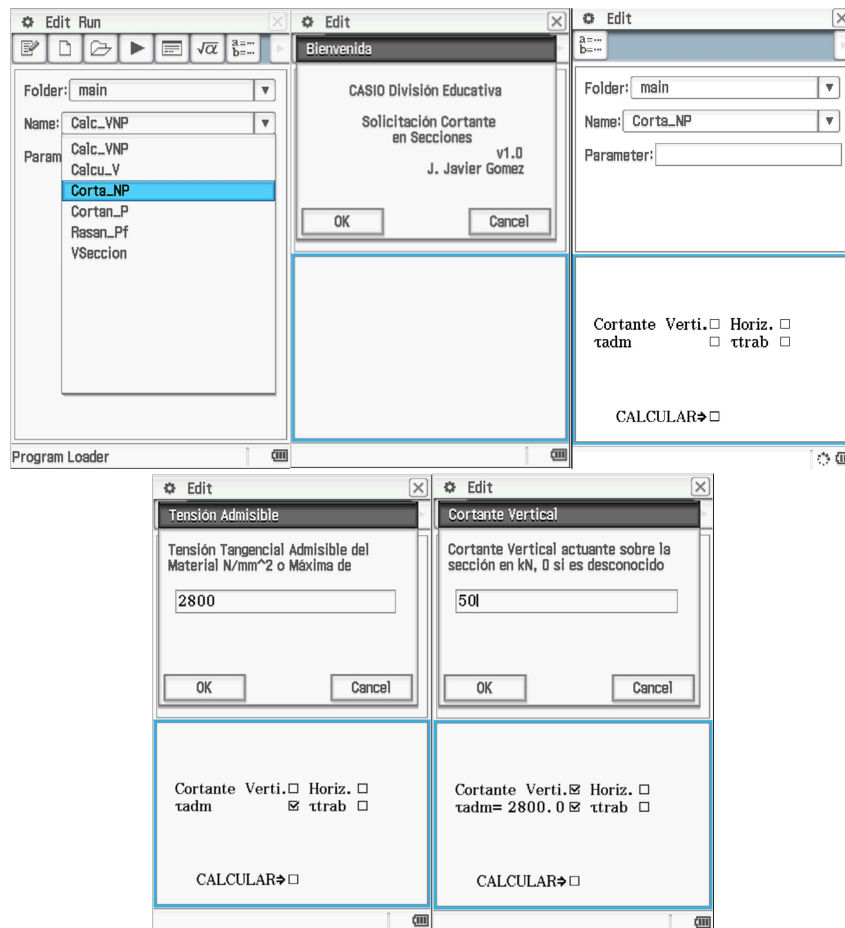 Edit Run
Folder: main
Name: Calc_VNP
Param
Calc_VNP
Calcu_V
Corta_NP
Cortan_P
Rasan_Pf
VSeccion
Program Loader
Edit
Bienvenida
CASIO División Educativa
Solicitación Cortante
en Secciones
v1.0
J. Javier Gomez
OK Cancel
Edit
Folder: main
Name: Corta_NP
Parameter:
Cortante Verti. Horiz.
τadm τtrab
CALCULAR
Edit
Tensión Admisible
Tensión Tangencial Admisible del
Material N/mm^2 o Máxima de
2800
OK Cancel
Cortante Verti. Horiz.
τadm τtrab
CALCULAR
Edit
Cortante Vertical
Cortante Vertical actuante sobre la
sección en kN, 0 si es desconocido
50
OK Cancel
Cortante Verti. Horiz.
τadm= 2800.0 τtrab
CALCULAR